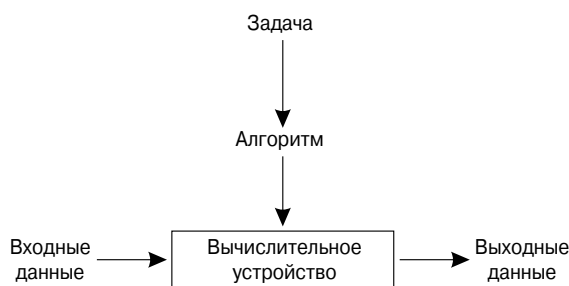 Задача
Алгоритм
Входные
данные
Вычислительное
устройство
Выходные
данные